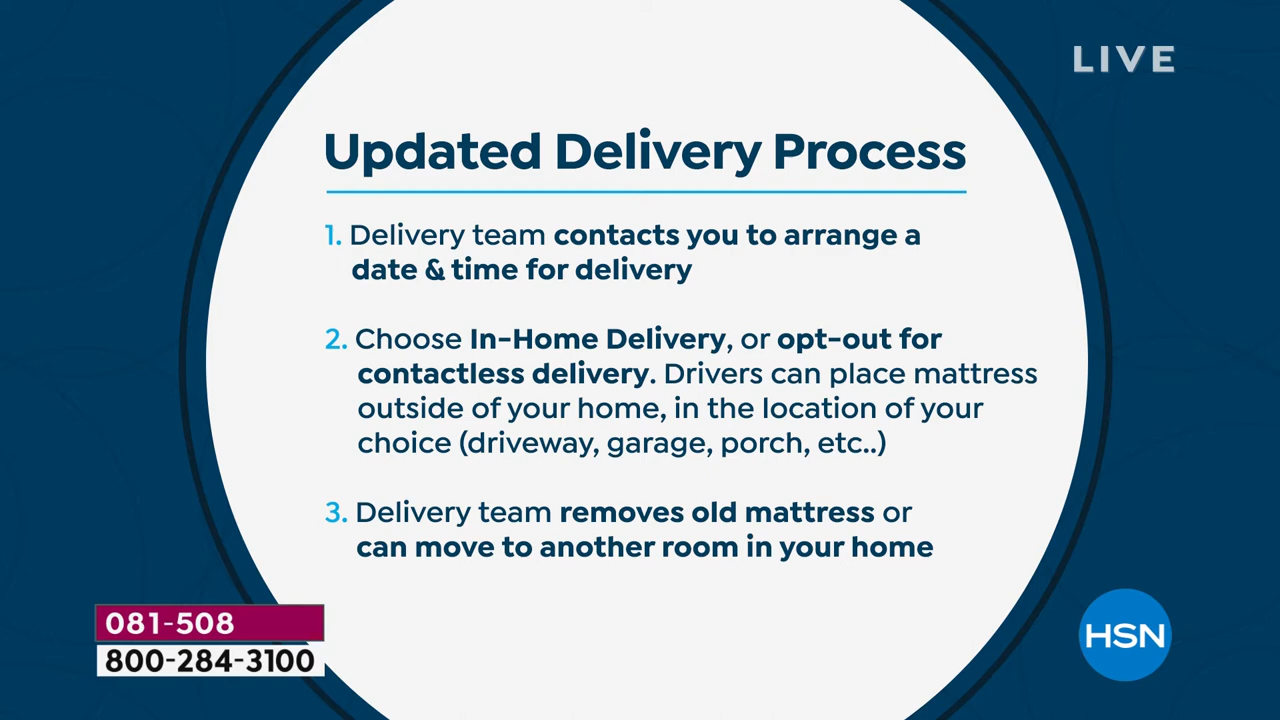 LIVE
Updated Delivery Process
1. Delivery team contacts you to arrange a
date & time for delivery
2. Choose In-Home Delivery, or opt-out for
contactless delivery. Drivers can place mattress
outside of your home, in the location of your
choice (driveway, garage, porch, etc..)
3. Delivery team removes old mattress or
can move to another room in your home
081-508
800-284-3100
HSN